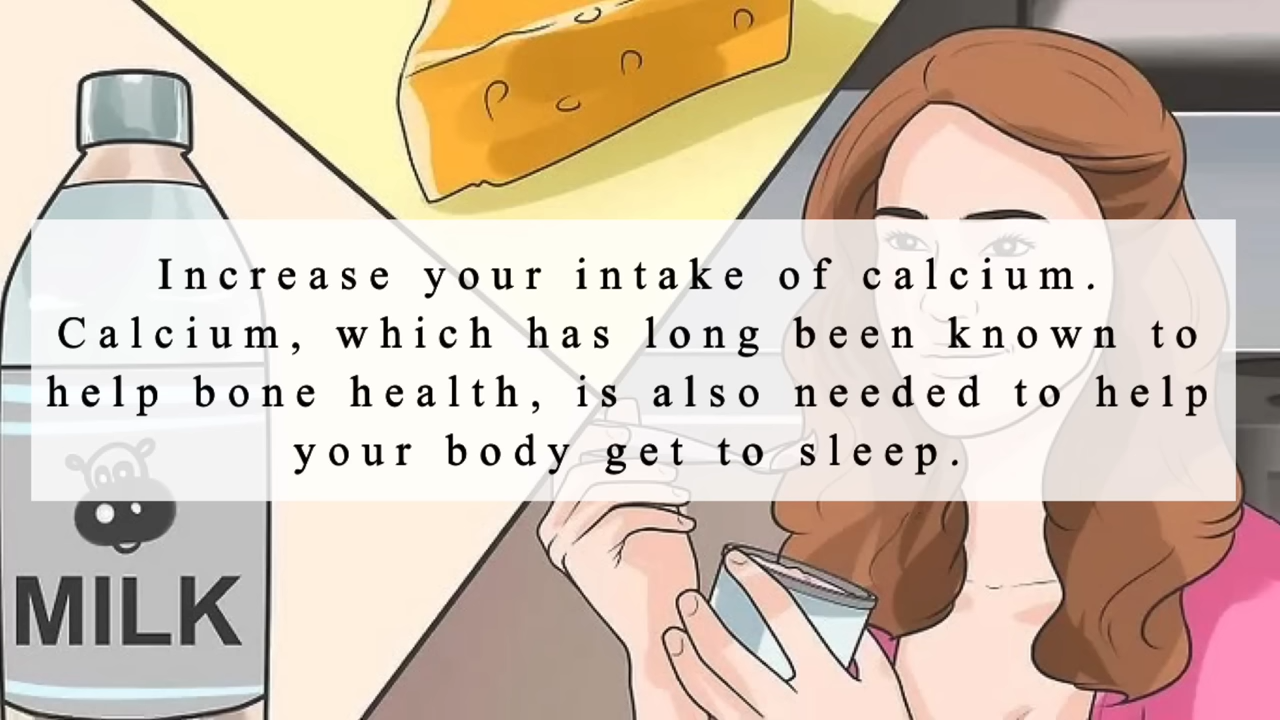 Increase your intake of calcium.
Calcium, which has long been known to
help bone health, is also needed to help
your body get to sleep.
MILK